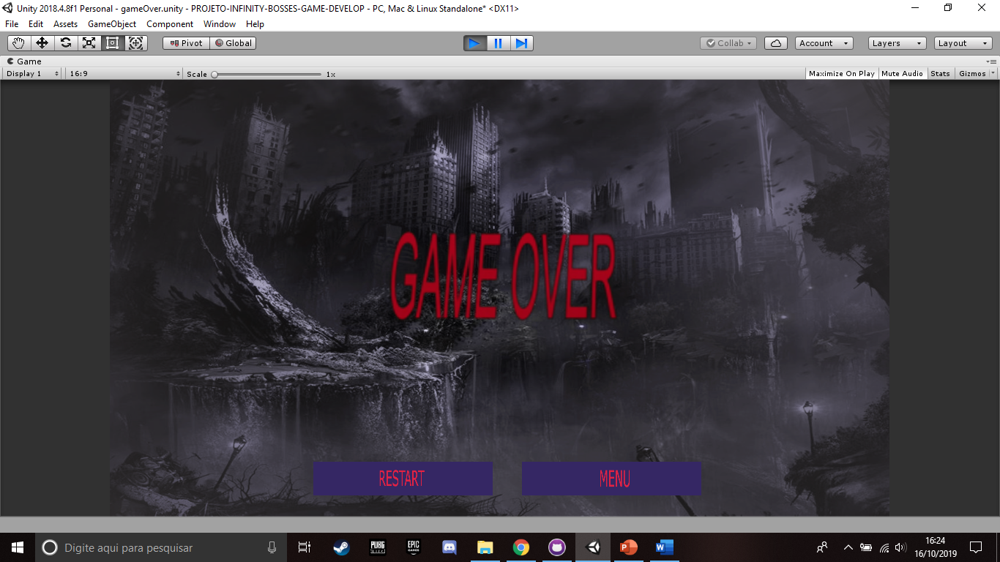 Unity 2018.4.8f1 Personal - gameOver.unity - PROJETO-INFINITY-BOSSES-GAME-DEVELOP - PC, Mac & Linux Standalone* <DX11>
File Edit Assets GameObject Component Window Help
Pivot Global Collab Account Layers Layout
Game
Display 1 16:9 Scale 1x Maximize On Play Mute Audio Stats Gizmos
GAME OVER
RESTART MENU
Digite aqui para pesquisar
PUBG LITE
EPIC GAMES
16:24
16/10/2019